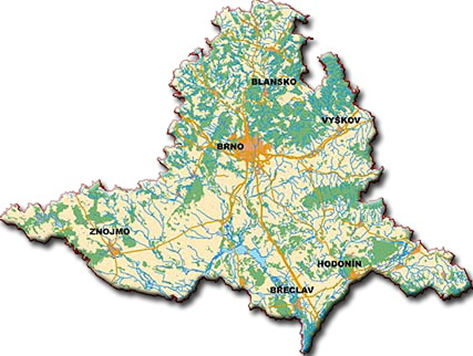 BLANSKO
VYŠKOV
BRNO
ZNOJMO
HODONÍN
BŘECLAV